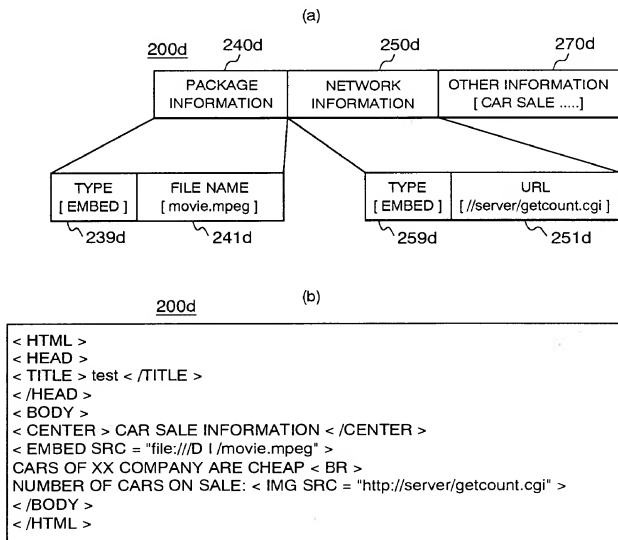 (a)
200d 240d 250d 270d
PACKAGE INFORMATION
NETWORK INFORMATION
OTHER INFORMATION
[ CAR SALE .....]
TYPE
[ EMBED ]
FILE NAME
[ movie.mpeg ]
TYPE
[ EMBED ]
URL
[ //server/getcount.cgi ]
239d 241d 259d 251d
(b)
200d
< HTML >
< HEAD >
< TITLE > test < /TITLE >
< /HEAD >
< BODY >
< CENTER > CAR SALE INFORMATION < /CENTER >
< EMBED SRC = "file:///D I /movie.mpeg" >
CARS OF XX COMPANY ARE CHEAP < BR >
NUMBER OF CARS ON SALE: < IMG SRC = "http://server/getcount.cgi" >
< /BODY >
< /HTML >